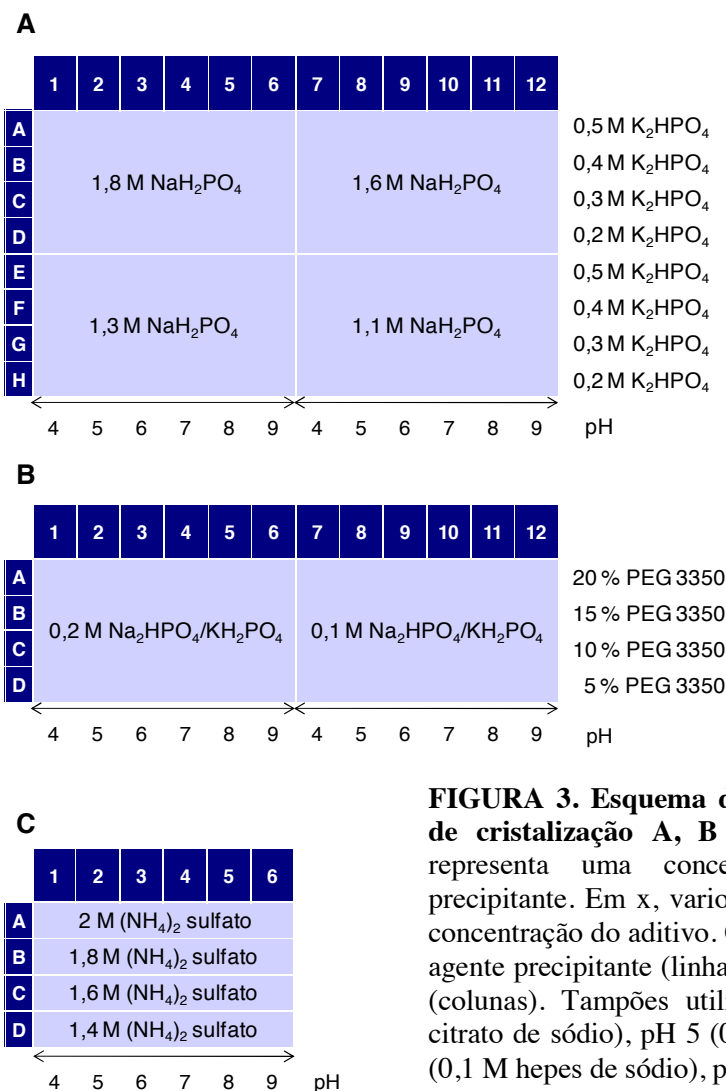 A
1 2 3 4 5 6 7 8 9 10 11 12
A 0,5 M K₂HPO₄
B 0,4 M K₂HPO₄
1,8 M NaH₂PO₄ 1,6 M NaH₂PO₄
C 0,3 M K₂HPO₄
D 0,2 M K₂HPO₄
E 0,5 M K₂HPO₄
F 0,4 M K₂HPO₄
1,3 M NaH₂PO₄ 1,1 M NaH₂PO₄
G 0,3 M K₂HPO₄
H 0,2 M K₂HPO₄
4 5 6 7 8 9 4 5 6 7 8 9 pH
B
1 2 3 4 5 6 7 8 9 10 11 12
A 20 % PEG 3350
B 15 % PEG 3350
0,2 M Na₂HPO₄/KH₂PO₄ 0,1 M Na₂HPO₄/KH₂PO₄
C 10 % PEG 3350
D 5 % PEG 3350
4 5 6 7 8 9 4 5 6 7 8 9 pH
C
1 2 3 4 5 6
A 2 M (NH₄)₂ sulfato
B 1,8 M (NH₄)₂ sulfato
C 1,6 M (NH₄)₂ sulfato
D 1,4 M (NH₄)₂ sulfato
4 5 6 7 8 9 pH
FIGURA 3. Esquema
de cristalização A, B
representa uma
precipitante. Em x,
concentração do aditivo.
agente precipitante
(colunas). Tampões
citrato de sódio), pH 5
(0,1 M hepes de sódio),